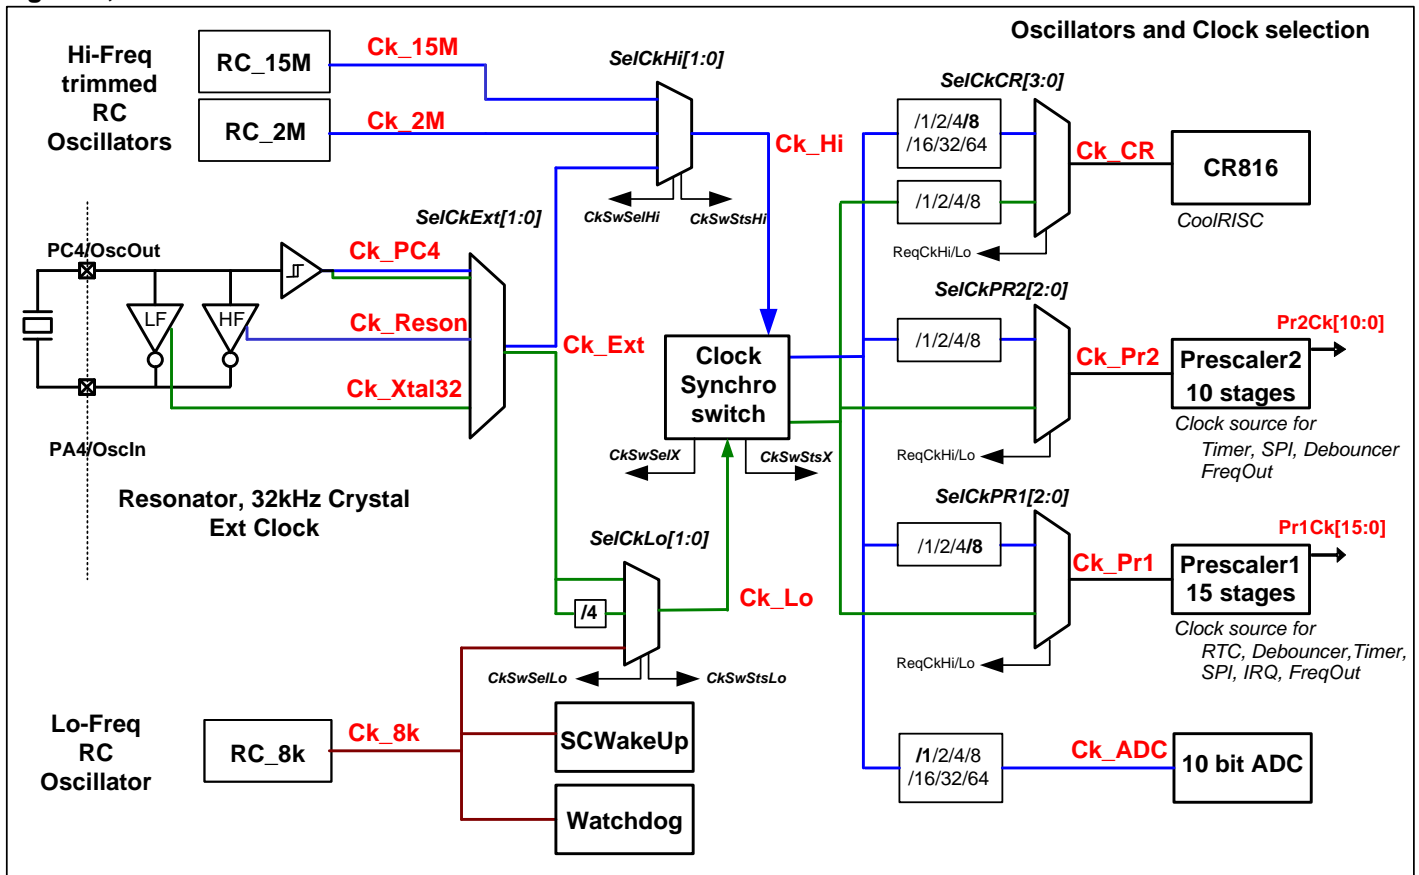 Oscillators and Clock selection
Hi-Freq
trimmed
RC
Oscillators
RC_15M
Ck_15M
RC_2M
Ck_2M
SelCkHi[1:0]
Ck_Hi
CkSwSelHi
CkSwStsHi
SelCkCR[3:0]
/1/2/4/8
/16/32/64
/1/2/4/8
Ck_CR
CR816
CoolRISC
ReqCkHi/Lo
SelCkExt[1:0]
PC4/OscOut
Ck_PC4
LF
HF
Ck_Reson
Ck_Xtal32
Ck_Ext
PA4/OscIn
Resonator, 32kHz Crystal
Ext Clock
Clock
Synchro
switch
CkSwSelX
CkSwStsX
SelCkPR2[2:0]
/1/2/4/8
Ck_Pr2
Pr2Ck[10:0]
Prescaler2
10 stages
Clock source for
Timer, SPI, Debouncer
FreqOut
ReqCkHi/Lo
SelCkPR1[2:0]
/1/2/4/8
Ck_Pr1
Pr1Ck[15:0]
Prescaler1
15 stages
Clock source for
RTC, Debouncer,Timer,
SPI, IRQ, FreqOut
ReqCkHi/Lo
SelCkLo[1:0]
/4
Ck_Lo
CkSwSelLo
CkSwStsLo
Lo-Freq
RC
Oscillator
RC_8k
Ck_8k
SCWakeUp
Watchdog
/1/2/4/8
/16/32/64
Ck_ADC
10 bit ADC